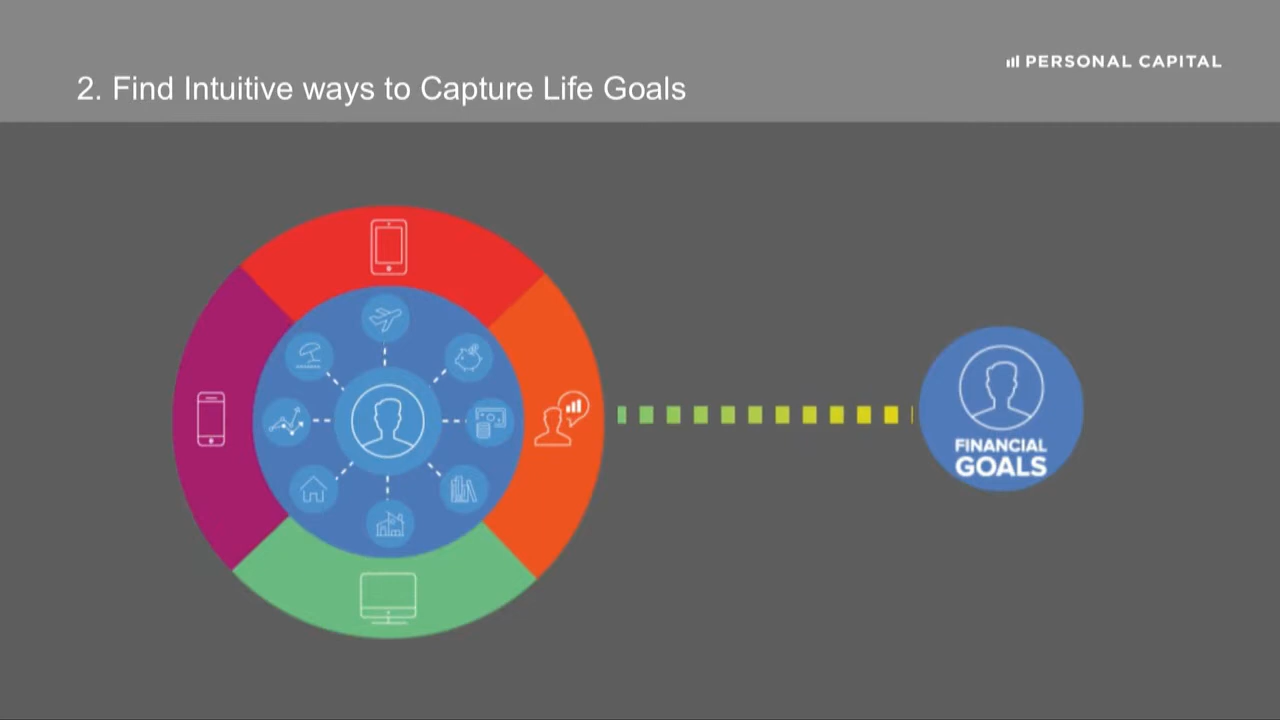 PERSONAL CAPITAL
2. Find Intuitive ways to Capture Life Goals
FINANCIAL
GOALS